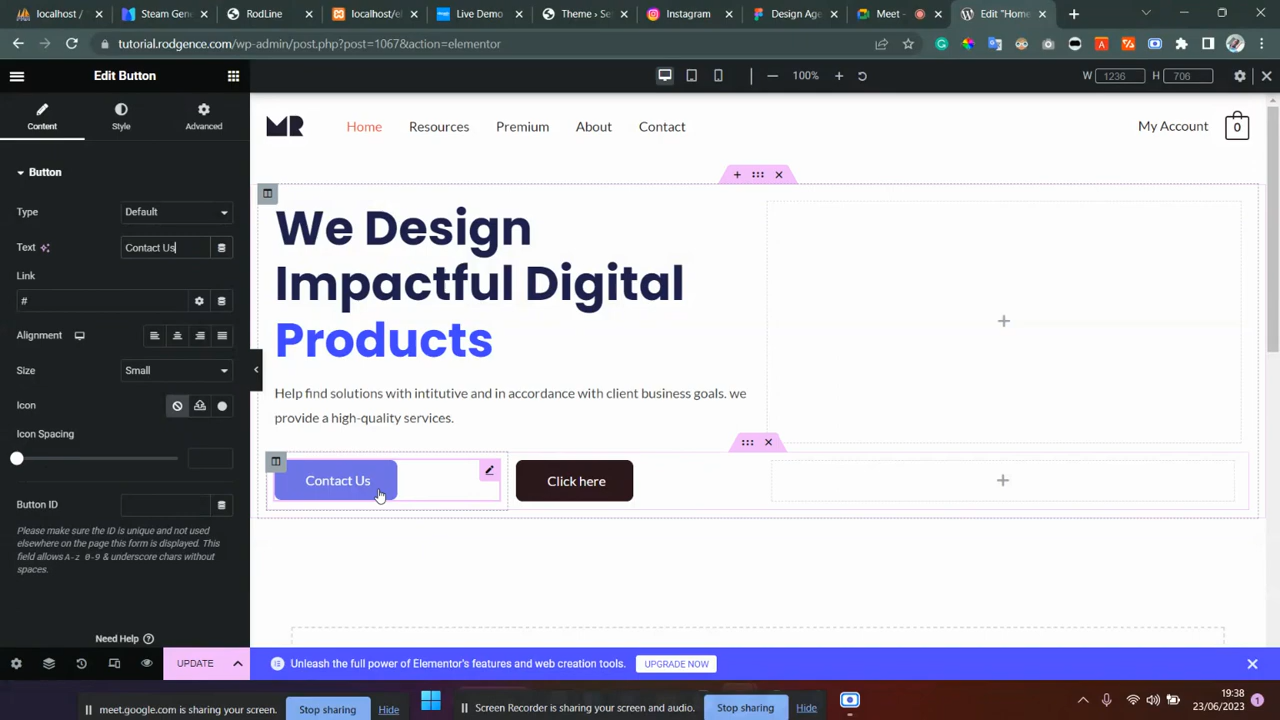 localhost / la
Steam Gene
RodLine
localhost/el
Live Demo
Theme ‹ Se
Instagram
Design Age
Meet -
Edit "Home
tutorial.rodgence.com/wp-admin/post.php?post=1067&action=elementor
Edit Button
100%
W 1236 H 706
Content
Style
Advanced
MR
Home
Resources
Premium
About
Contact
My Account
0
Button
Type
Default
Text
Contact Us
Link
#
Alignment
Size
Small
Icon
Icon Spacing
Button ID
Please make sure the ID is unique and not used
elsewhere on the page this form is displayed. This
field allows A-z 0-9 & underscore chars without
spaces.
Need Help
UPDATE
We Design
Impactful Digital
Products
Help find solutions with intitutive and in accordance with client business goals. we
provide a high-quality services.
Contact Us
Click here
Unleash the full power of Elementor's features and web creation tools.
UPGRADE NOW
meet.google.com is sharing your screen.
Stop sharing
Hide
Screen Recorder is sharing your screen and audio.
Stop sharing
Hide
19:38
23/06/2023
1